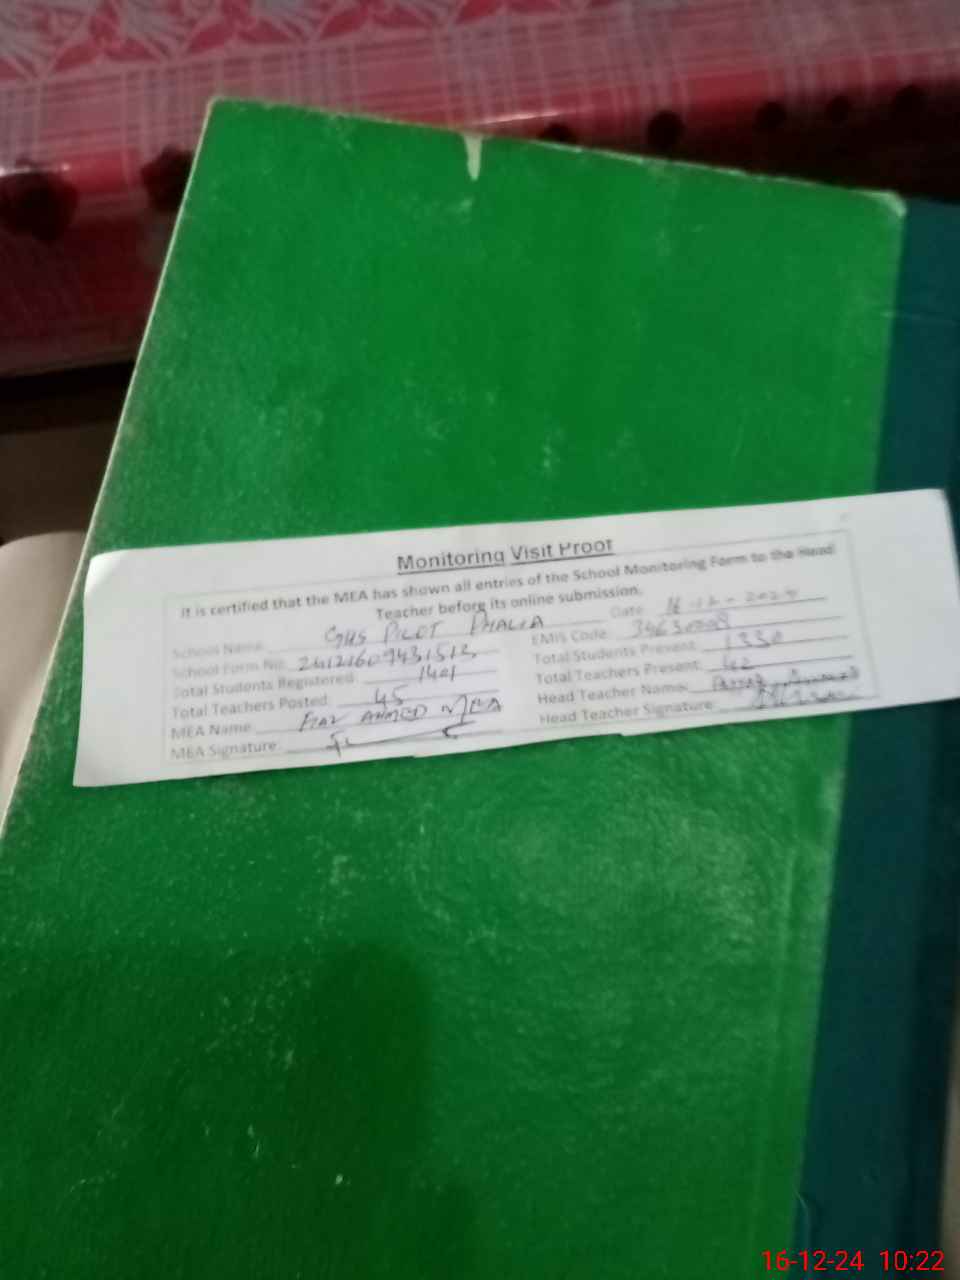 Monitoring Visit Proof
It is certified that the MEA has shown all entries of the School Monitoring Form to the Head
Teacher before its online submission.
School Name: GHS PILOT PHALIA Date: 16-12-2024
School Form No: EMIS Code:
Total Students Registered: 1401 Total Students Present: 1330
Total Teachers Posted: 45 Total Teachers Present: 42
MEA Name: AHMED MEA Head Teacher Name:
MEA Signature: Head Teacher Signature:
16-12-24 10:22